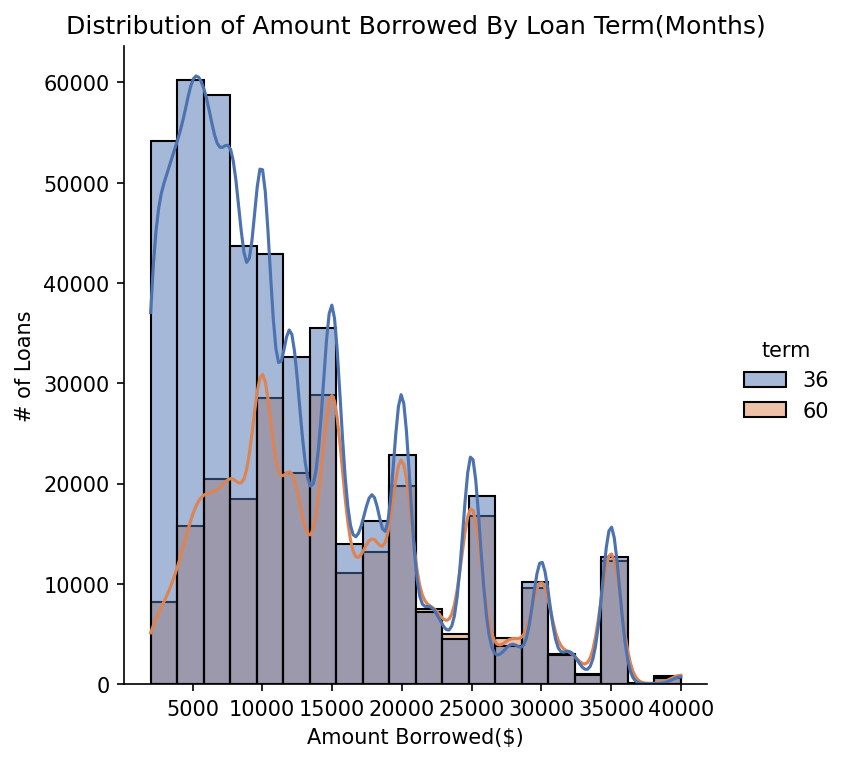 Distribution of Amount Borrowed By Loan Term(Months)
60000
50000
40000
30000
20000
10000
0
# of Loans
term
36
60
5000 10000 15000 20000 25000 30000 35000 40000
Amount Borrowed($)